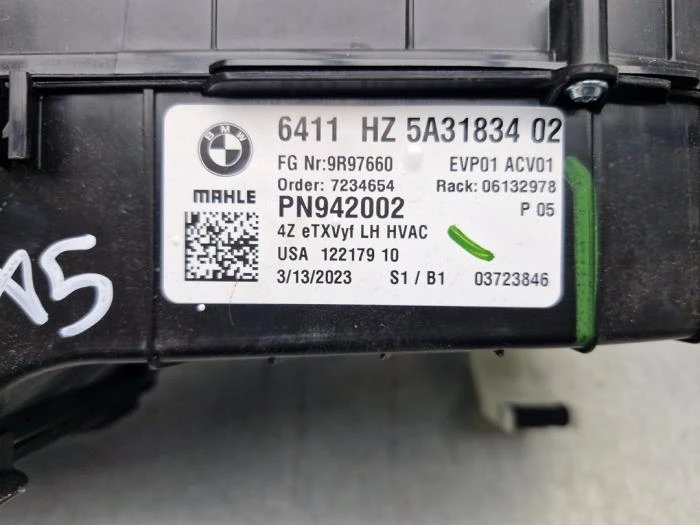 BMW
6411 HZ 5A31834 02
FG Nr:9R97660 EVP01 ACV01
MAHLE
Order: 7234654 Rack: 06132978
PN942002 P 05
4Z eTXVyf LH HVAC
USA 122179 10
3/13/2023 S1 / B1 03723846